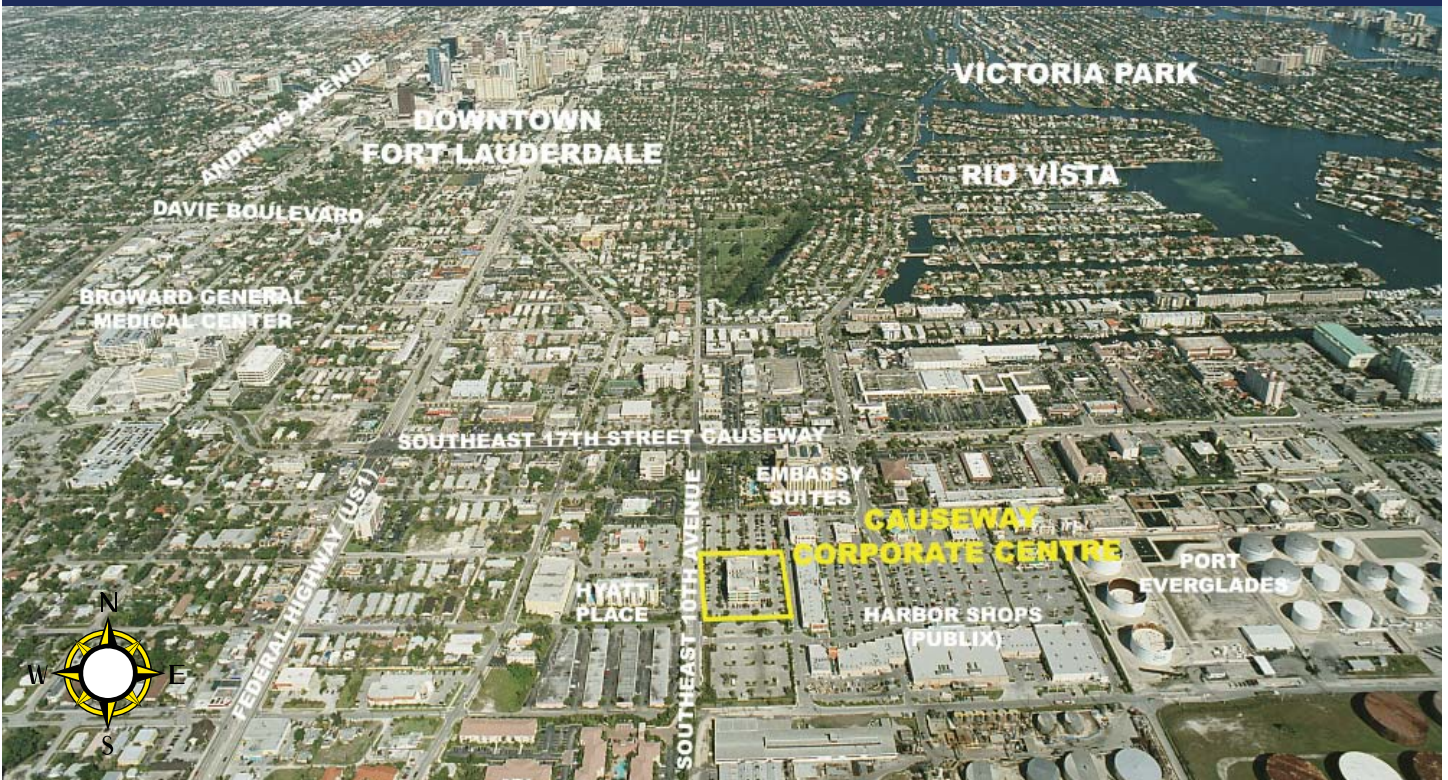 VICTORIA PARK
ANDREWS AVENUE
DOWNTOWN
FORT LAUDERDALE
RIO VISTA
DAVIE BOULEVARD
BROWARD GENERAL
MEDICAL CENTER
SOUTHEAST 17TH STREET CAUSEWAY
EMBASSY
SUITES
FEDERAL HIGHWAY (US1)
SOUTHEAST 10TH AVENUE
CAUSEWAY
CORPORATE CENTRE
PORT
EVERGLADES
HYATT
PLACE
HARBOR SHOPS
(PUBLIX)
N
W E
S